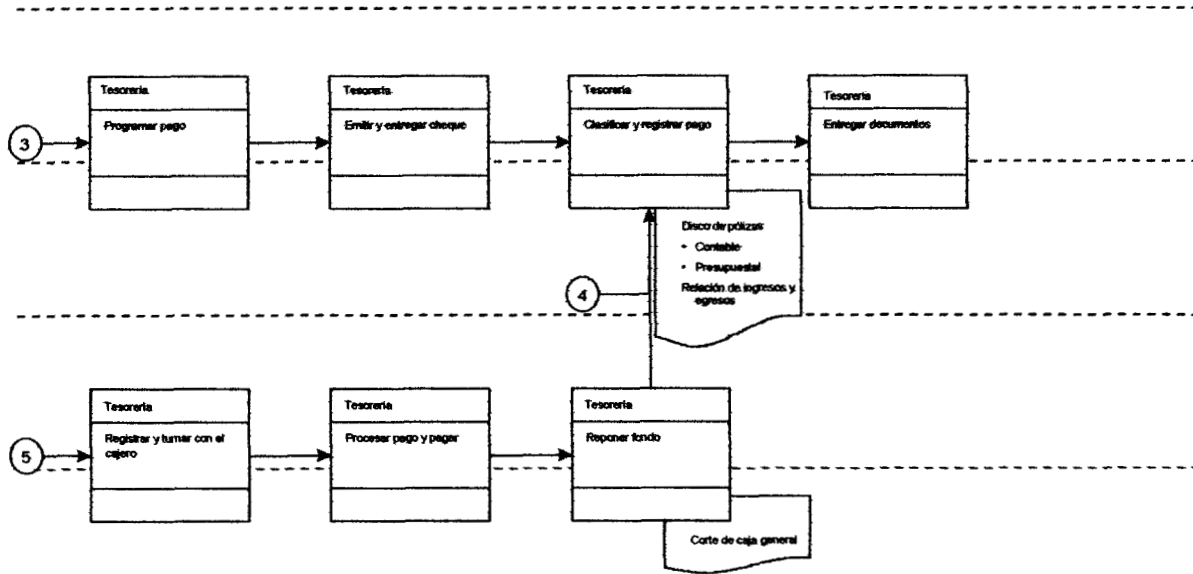 Tesorería
Programar pago
Tesorería
Emitir y entregar cheque
Tesorería
Clasificar y registrar pago
Tesorería
Entregar documentos
3
Disco de pólizas
• Contable
• Presupuestal
Relación de ingresos y
egresos
4
Tesorería
Registrar y turnar con el
cajero
Tesorería
Procesar pago y pagar
Tesorería
Reponer fondo
5
Corte de caja general